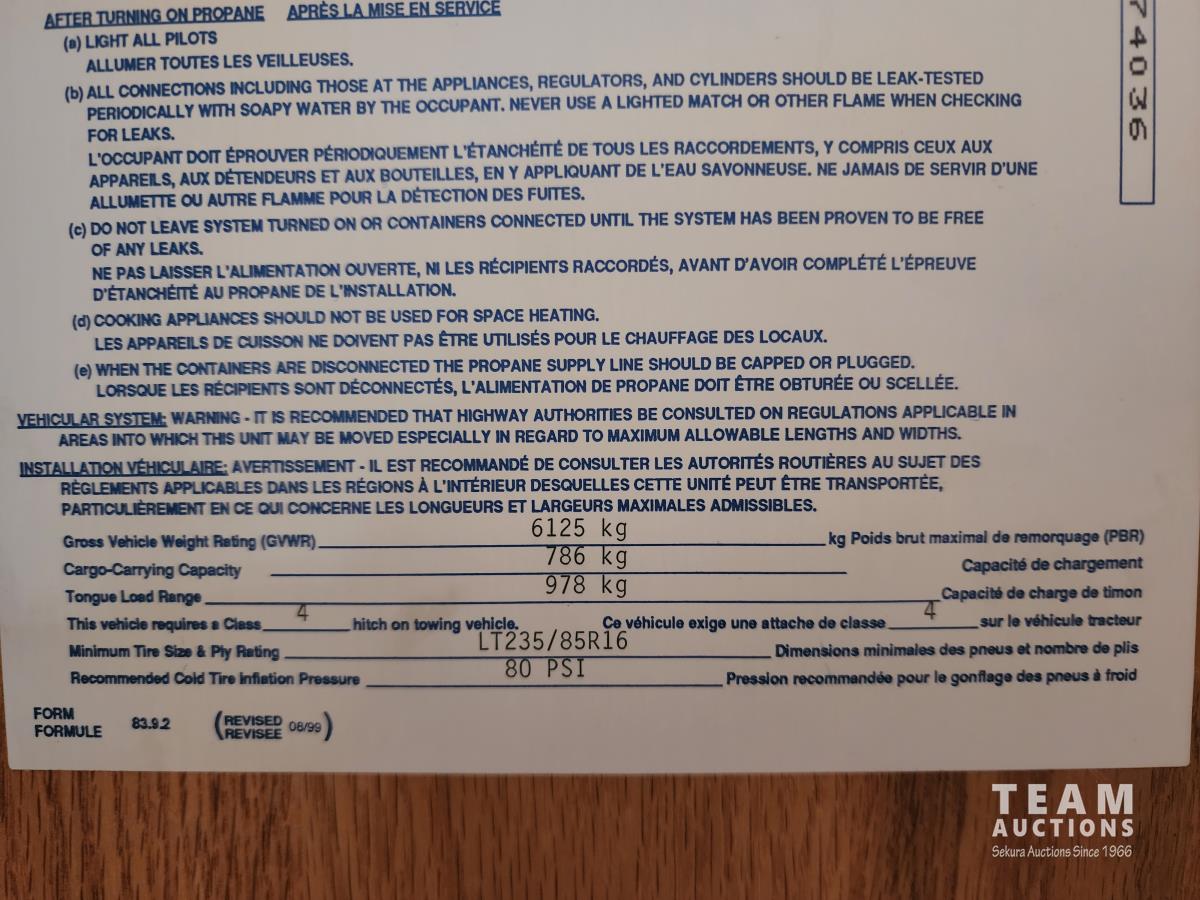 AFTER TURNING ON PROPANE APRÈS LA MISE EN SERVICE
(a) LIGHT ALL PILOTS
ALLUMER TOUTES LES VEILLEUSES.
(b) ALL CONNECTIONS INCLUDING THOSE AT THE APPLIANCES, REGULATORS, AND CYLINDERS SHOULD BE LEAK-TESTED
PERIODICALLY WITH SOAPY WATER BY THE OCCUPANT. NEVER USE A LIGHTED MATCH OR OTHER FLAME WHEN CHECKING
FOR LEAKS.
L'OCCUPANT DOIT ÉPROUVER PÉRIODIQUEMENT L'ÉTANCHÉITÉ DE TOUS LES RACCORDEMENTS, Y COMPRIS CEUX AUX
APPAREILS, AUX DÉTENDEURS ET AUX BOUTEILLES, EN Y APPLIQUANT DE L'EAU SAVONNEUSE. NE JAMAIS DE SERVIR D'UNE
ALLUMETTE OU AUTRE FLAMME POUR LA DÉTECTION DES FUITES.
(c) DO NOT LEAVE SYSTEM TURNED ON OR CONTAINERS CONNECTED UNTIL THE SYSTEM HAS BEEN PROVEN TO BE FREE
OF ANY LEAKS.
NE PAS LAISSER L'ALIMENTATION OUVERTE, NI LES RÉCIPIENTS RACCORDÉS, AVANT D'AVOIR COMPLÉTÉ L'ÉPREUVE
D'ÉTANCHÉITÉ AU PROPANE DE L'INSTALLATION.
(d) COOKING APPLIANCES SHOULD NOT BE USED FOR SPACE HEATING.
LES APPAREILS DE CUISSON NE DOIVENT PAS ÊTRE UTILISÉS POUR LE CHAUFFAGE DES LOCAUX.
(e) WHEN THE CONTAINERS ARE DISCONNECTED THE PROPANE SUPPLY LINE SHOULD BE CAPPED OR PLUGGED.
LORSQUE LES RÉCIPIENTS SONT DÉCONNECTÉS, L'ALIMENTATION DE PROPANE DOIT ÊTRE OBTURÉE OU SCELLÉE.
VEHICULAR SYSTEM: WARNING - IT IS RECOMMENDED THAT HIGHWAY AUTHORITIES BE CONSULTED ON REGULATIONS APPLICABLE IN
AREAS INTO WHICH THIS UNIT MAY BE MOVED ESPECIALLY IN REGARD TO MAXIMUM ALLOWABLE LENGTHS AND WIDTHS.
INSTALLATION VÉHICULAIRE: AVERTISSEMENT - IL EST RECOMMANDÉ DE CONSULTER LES AUTORITÉS ROUTIÈRES AU SUJET DES
RÈGLEMENTS APPLICABLES DANS LES RÉGIONS À L'INTÉRIEUR DESQUELLES CETTE UNITÉ PEUT ÊTRE TRANSPORTÉE,
PARTICULIÈREMENT EN CE QUI CONCERNE LES LONGUEURS ET LARGEURS MAXIMALES ADMISSIBLES.
Gross Vehicle Weight Rating (GVWR) 6125 kg kg Poids brut maximal de remorquage (PBR)
Cargo-Carrying Capacity 786 kg Capacité de chargement
Tongue Load Range 978 kg Capacité de charge de timon
This vehicle requires a Class 4 hitch on towing vehicle. Ce véhicule exige une attache de classe 4 sur le véhicule tracteur
Minimum Tire Size & Ply Rating LT235/85R16 Dimensions minimales des pneus et nombre de plis
Recommended Cold Tire Inflation Pressure 80 PSI Pression recommandée pour le gonflage des pneus à froid
FORM 83.9.2 (REVISED 08/99)
FORMULE REVISEE
74036
TEAM
AUCTIONS
Sekura Auctions Since 1966